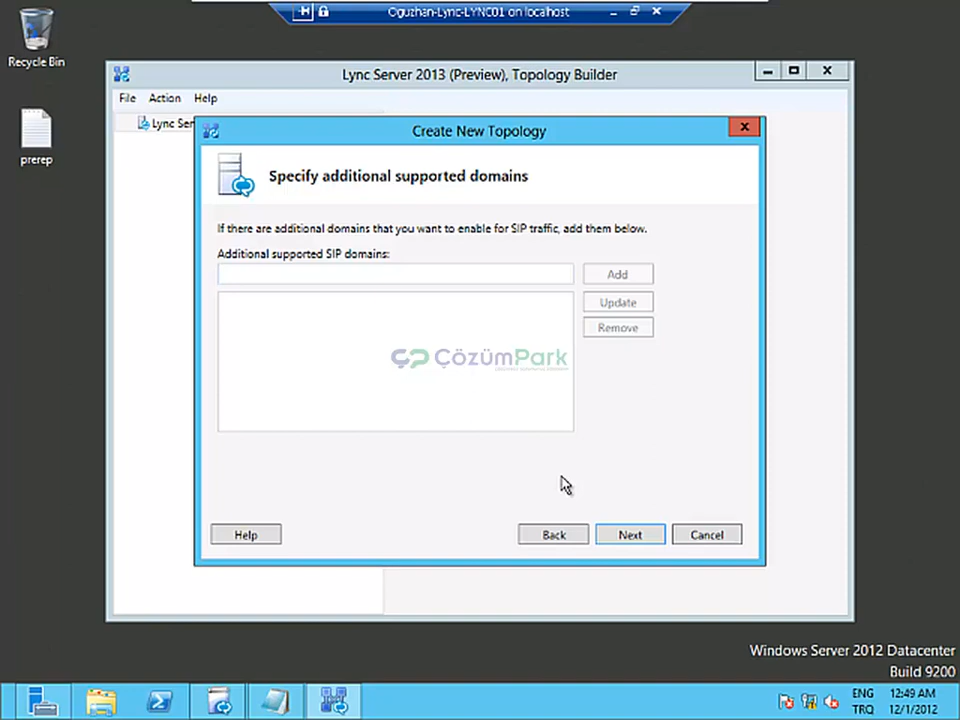 Oguzhan-Lync-LYNC01 on localhost
Recycle Bin
prerep
Lync Server 2013 (Preview), Topology Builder
File Action Help
Lync Ser
Create New Topology
Specify additional supported domains
If there are additional domains that you want to enable for SIP traffic, add them below.
Additional supported SIP domains:
Add
Update
Remove
ÇözümPark
Help
Back
Next
Cancel
Windows Server 2012 Datacenter
Build 9200
ENG
TRQ
12:49 AM
12/1/2012